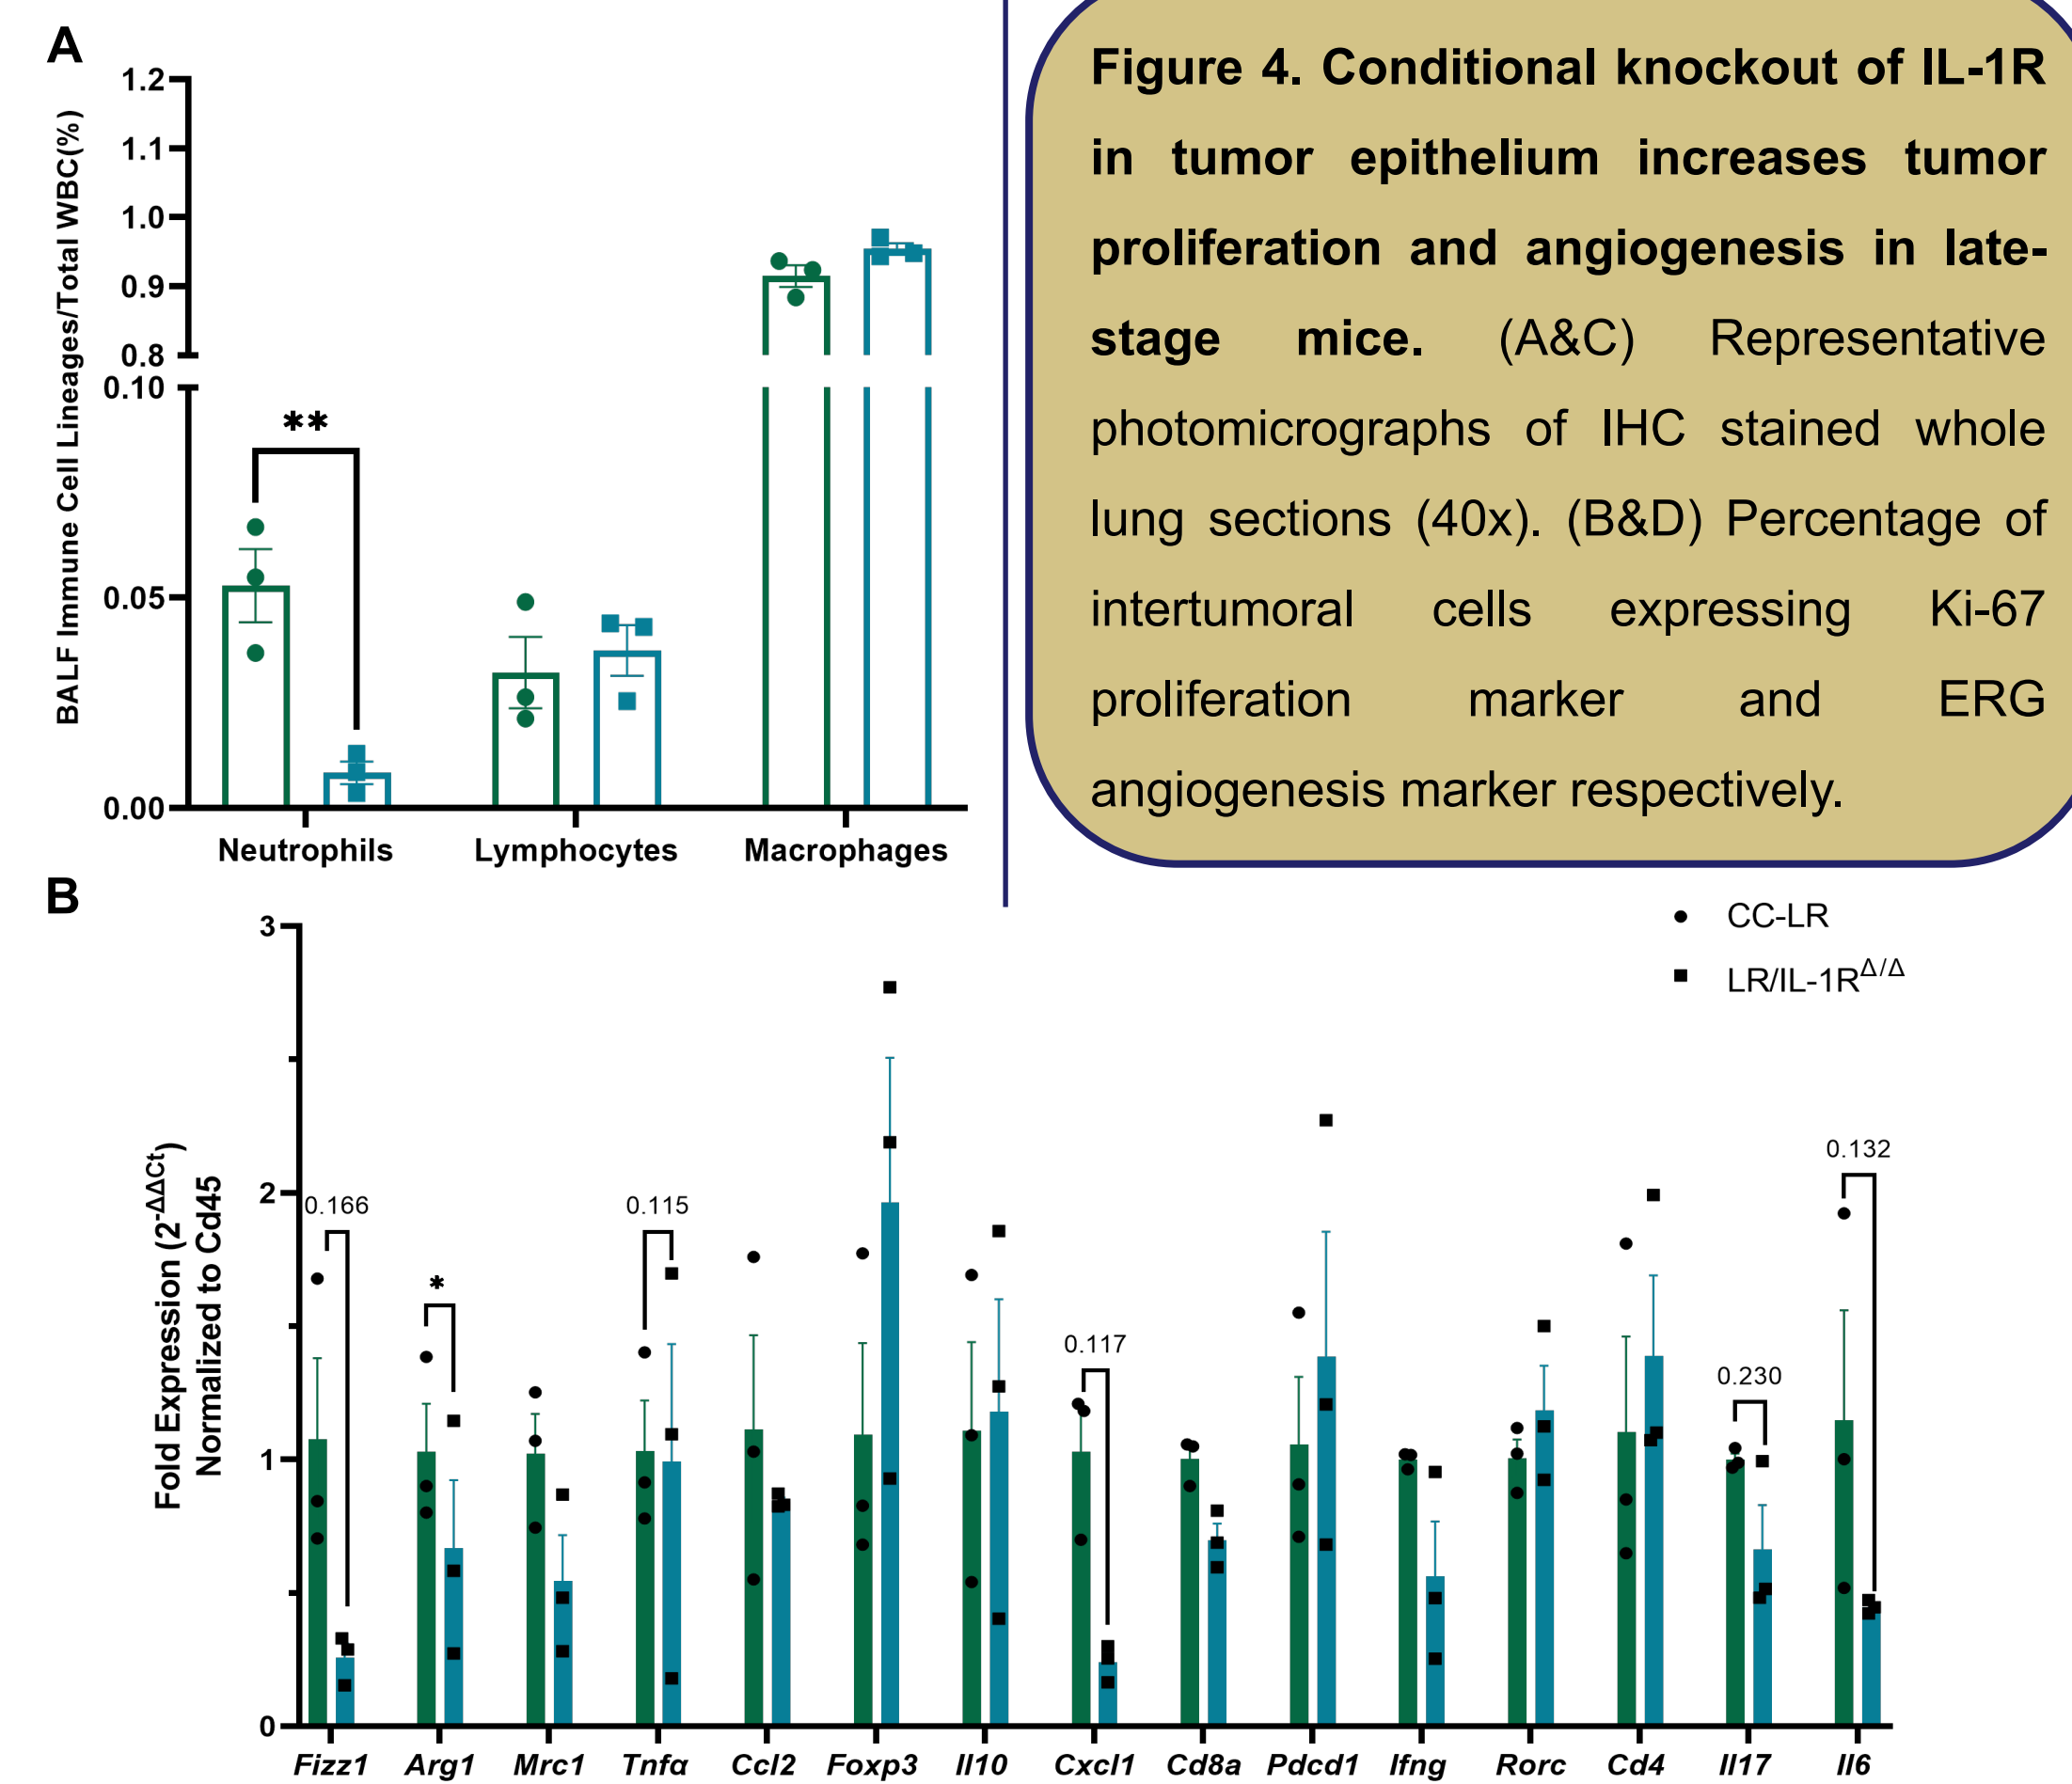 A
1.2
1.1
1.0
0.9
0.8
0.10
0.05
0.00
BALF Immune Cell Lineages/Total WBC(%)
**
Neutrophils
Lymphocytes
Macrophages
Figure 4. Conditional knockout of IL-1R
in tumor epithelium increases tumor
proliferation and angiogenesis in late-
stage mice. (A&C) Representative
photomicrographs of IHC stained whole
lung sections (40x). (B&D) Percentage of
intertumoral cells expressing Ki-67
proliferation marker and ERG
angiogenesis marker respectively.
B
CC-LR
LR/IL-1RΔ/Δ
3
2
1
0
Fold Expression (2-ΔΔCt)
Normalized to Cd45
0.166
*
0.115
0.117
0.230
0.132
Fizz1
Arg1
Mrc1
Tnfα
Ccl2
Foxp3
Il10
Cxcl1
Cd8a
Pdcd1
Ifng
Rorc
Cd4
Il17
Il6